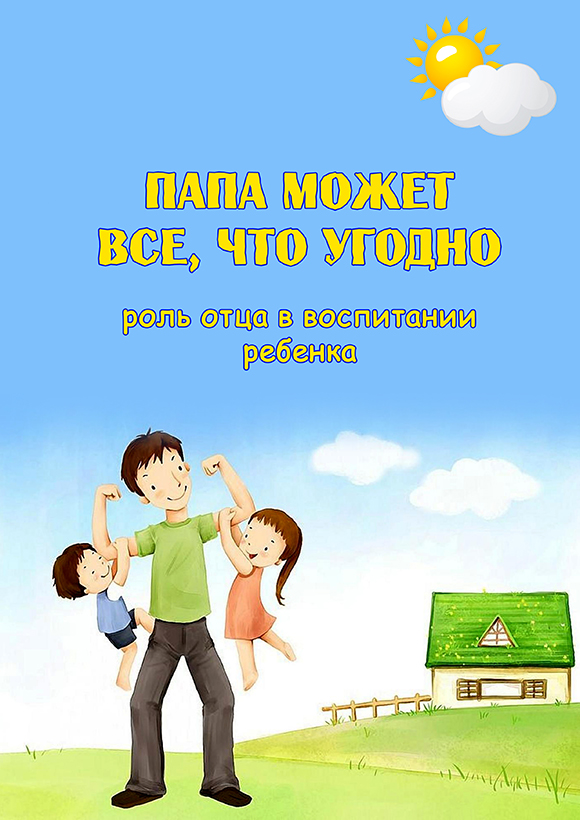 ПАПА МОЖЕТ
ВСЕ, ЧТО УГОДНО
роль отца в воспитании
ребенка